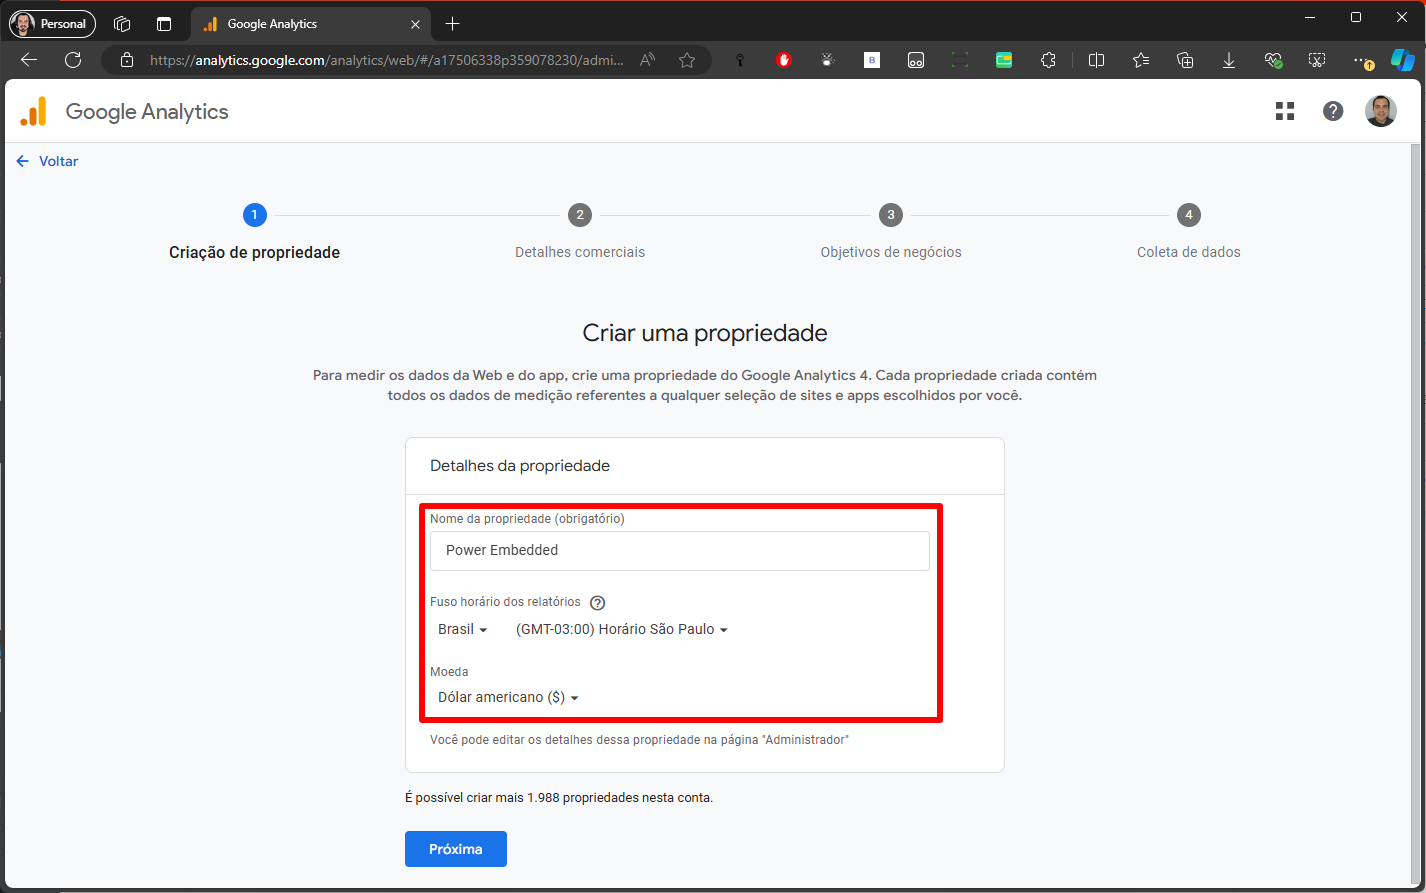 Personal
Google Analytics
https://analytics.google.com/analytics/web/#/a17506338p359078230/admi...
Google Analytics
Voltar
1
2
3
4
Criação de propriedade
Detalhes comerciais
Objetivos de negócios
Coleta de dados
Criar uma propriedade
Para medir os dados da Web e do app, crie uma propriedade do Google Analytics 4. Cada propriedade criada contém
todos os dados de medição referentes a qualquer seleção de sites e apps escolhidos por você.
Detalhes da propriedade
Nome da propriedade (obrigatório)
Power Embedded
Fuso horário dos relatórios
Brasil (GMT-03:00) Horário São Paulo
Moeda
Dólar americano ($)
Você pode editar os detalhes dessa propriedade na página "Administrador"
É possível criar mais 1.988 propriedades nesta conta.
Próxima